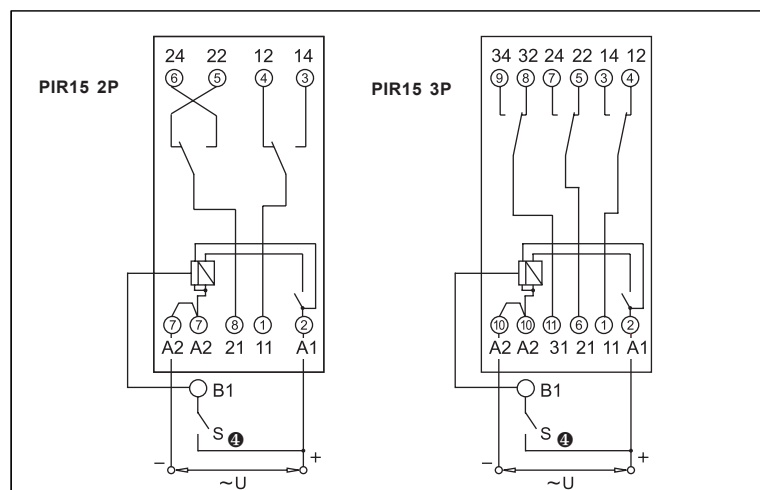 24 22 12 14
6 5 4 3
PIR15 2P
7 7 8 1 2
A2 A2 21 11 A1
B1
S 4
− +
~U
34 32 24 22 14 12
9 8 7 5 3 4
PIR15 3P
10 10 11 6 1 2
A2 A2 31 21 11 A1
B1
S 4
− +
~U